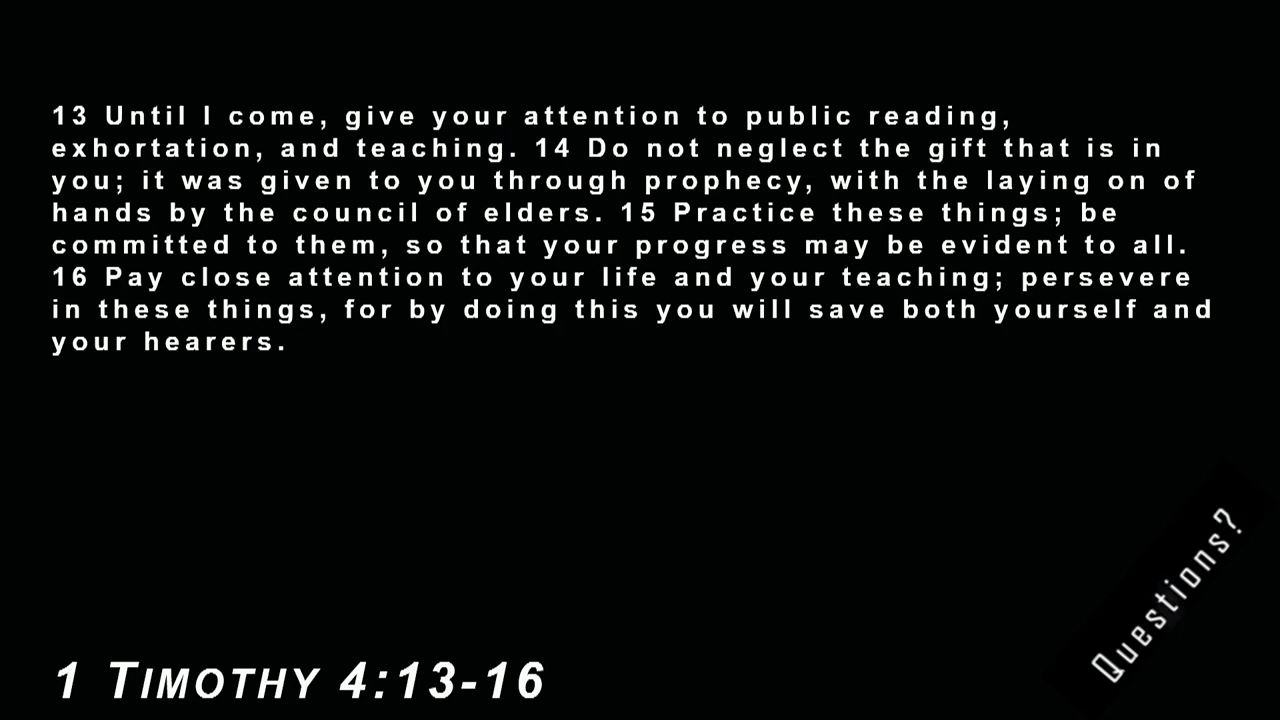 13 Until I come, give your attention to public reading,
exhortation, and teaching. 14 Do not neglect the gift that is in
you; it was given to you through prophecy, with the laying on of
hands by the council of elders. 15 Practice these things; be
committed to them, so that your progress may be evident to all.
16 Pay close attention to your life and your teaching; persevere
in these things, for by doing this you will save both yourself and
your hearers.
Questions?
1 TIMOTHY 4:13-16